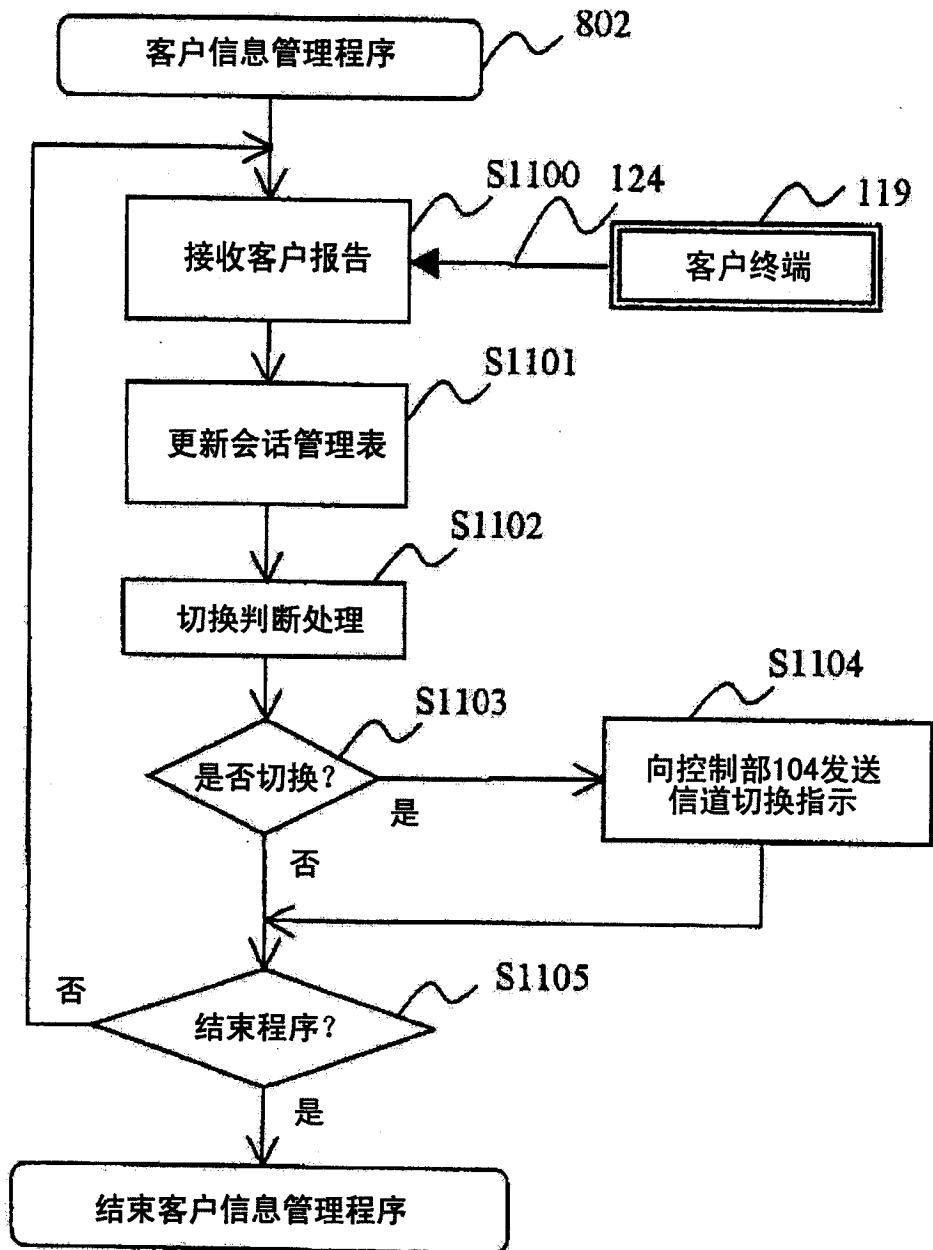 客户信息管理程序
802
S1100
124
119
接收客户报告
客户终端
S1101
更新会话管理表
S1102
切换判断处理
S1103
S1104
是否切换?
是
向控制部104发送
信道切换指示
否
否
S1105
结束程序?
是
结束客户信息管理程序